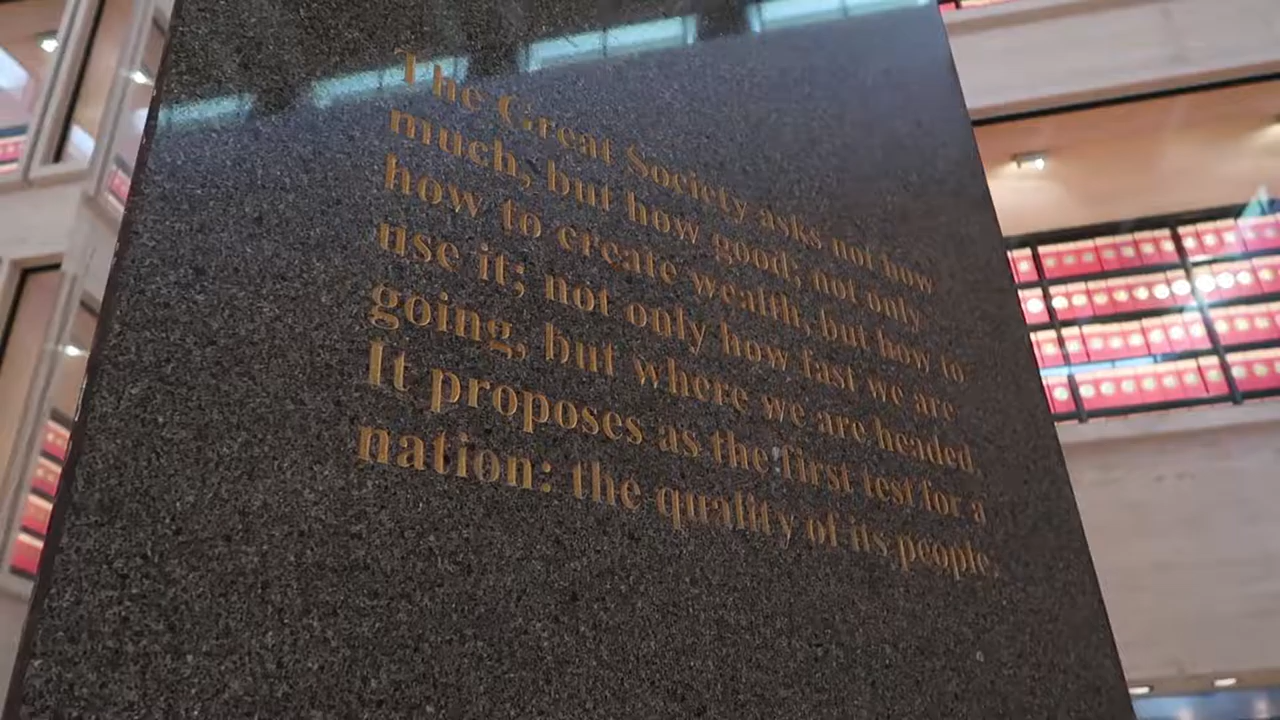 The Great Society asks not how
much, but how good; not only
how to create wealth, but how to
use it; not only how fast we are
going, but where we are headed.
It proposes as the first test for a
nation: the quality of its people.